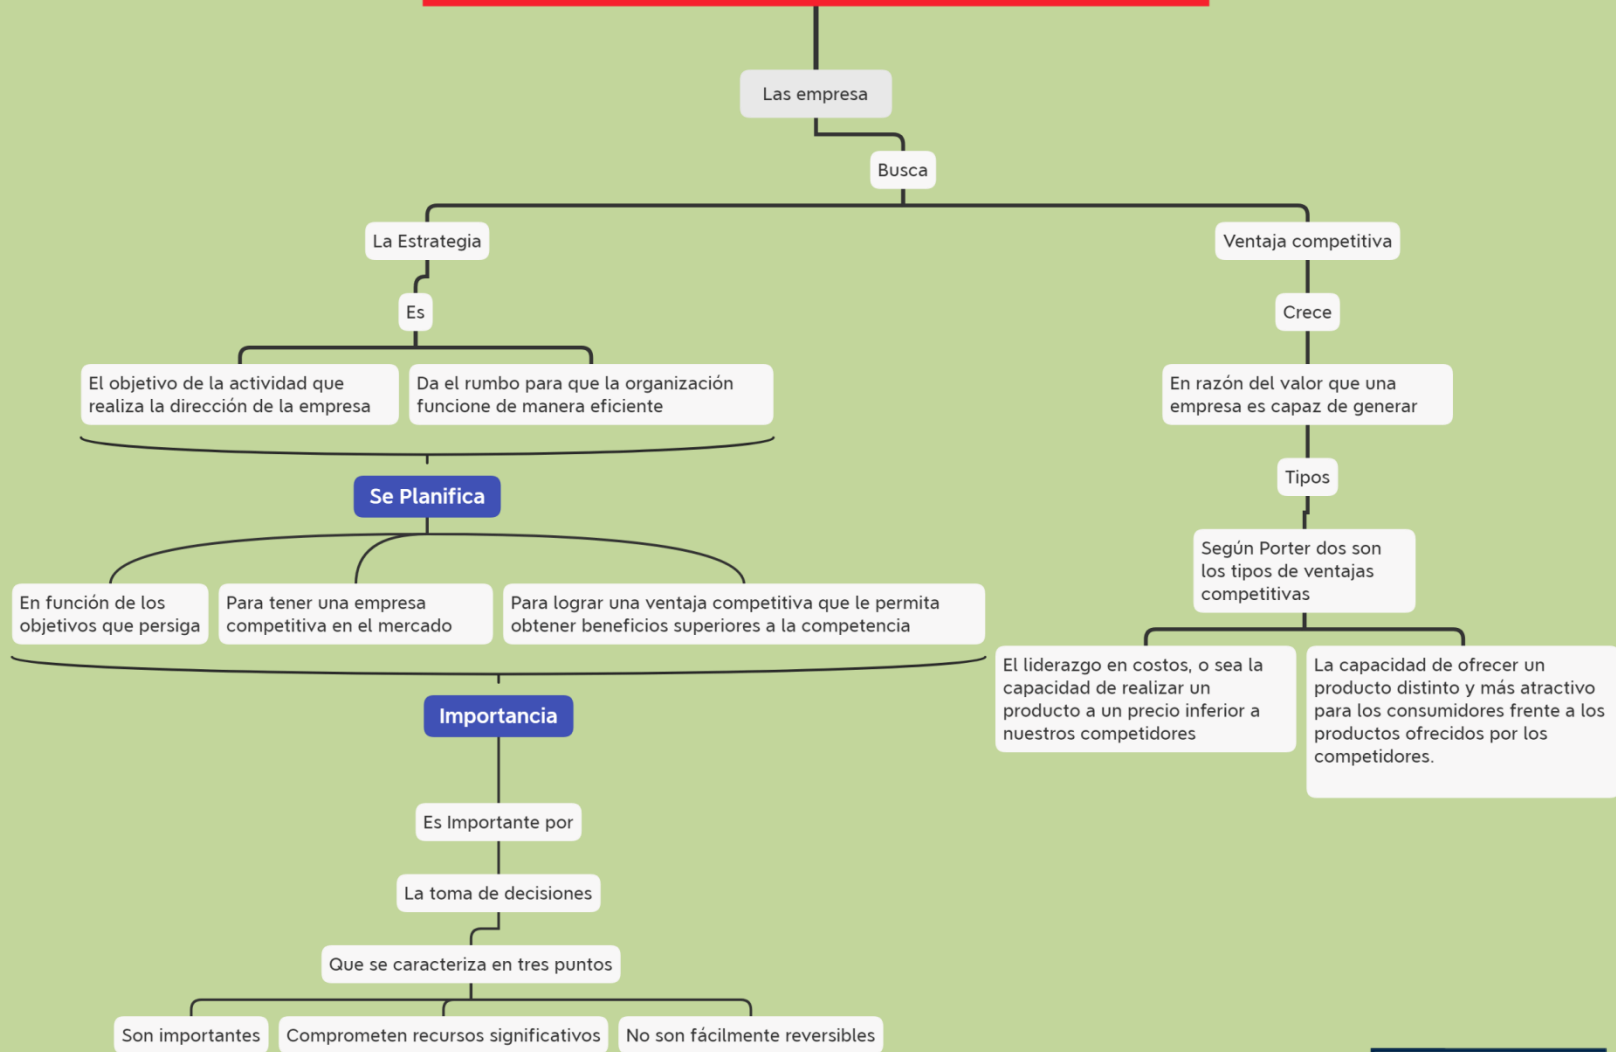 Las empresa
Busca
La Estrategia
Es
El objetivo de la actividad que
realiza la dirección de la empresa
Da el rumbo para que la organización
funcione de manera eficiente
Se Planifica
En función de los
objetivos que persiga
Para tener una empresa
competitiva en el mercado
Para lograr una ventaja competitiva que le permita
obtener beneficios superiores a la competencia
Importancia
Es Importante por
La toma de decisiones
Que se caracteriza en tres puntos
Son importantes
Comprometen recursos significativos
No son fácilmente reversibles
Ventaja competitiva
Crece
En razón del valor que una
empresa es capaz de generar
Tipos
Según Porter dos son
los tipos de ventajas
competitivas
El liderazgo en costos, o sea la
capacidad de realizar un
producto a un precio inferior a
nuestros competidores
La capacidad de ofrecer un
producto distinto y más atractivo
para los consumidores frente a los
productos ofrecidos por los
competidores.